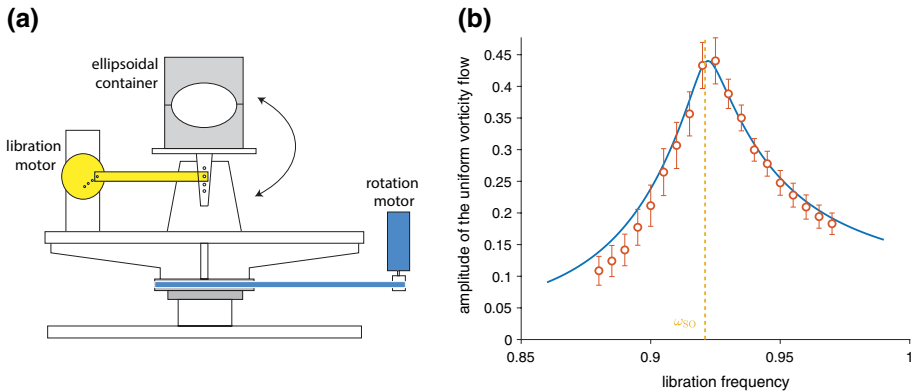 (a)
ellipsoidal
container
libration
motor
rotation
motor
(b)
amplitude of the uniform vorticity flow
0.45
0.4
0.35
0.3
0.25
0.2
0.15
0.1
0.05
0
ωSO
0.85
0.9
0.95
1
libration frequency